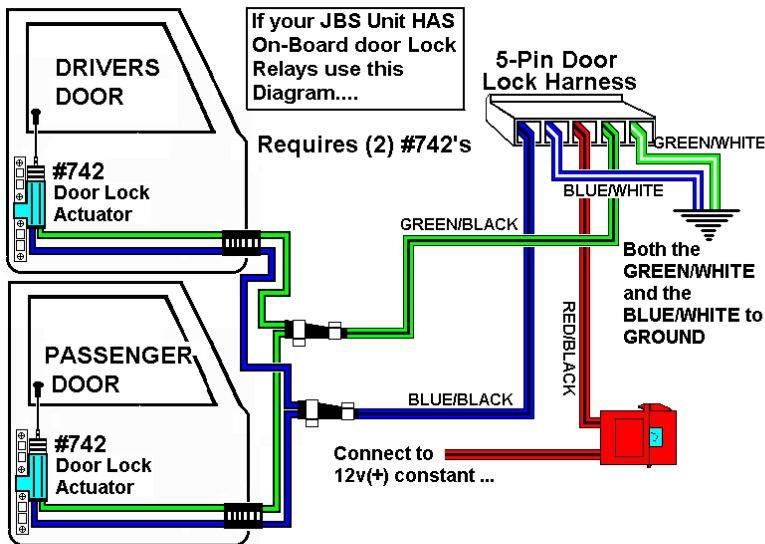 If your JBS Unit HAS
On-Board door Lock
Relays use this
Diagram....
5-Pin Door
Lock Harness
DRIVERS
DOOR
Requires (2) #742's
GREEN/WHITE
#742
Door Lock
Actuator
BLUE/WHITE
GREEN/BLACK
Both the
GREEN/WHITE
and the
BLUE/WHITE to
GROUND
RED/BLACK
PASSENGER
DOOR
BLUE/BLACK
#742
Door Lock
Actuator
Connect to
12v(+) constant ...